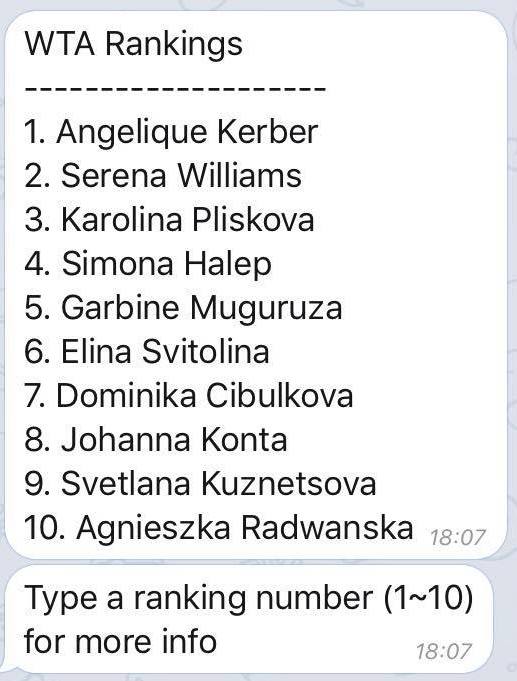 WTA Rankings
--------------------
1. Angelique Kerber
2. Serena Williams
3. Karolina Pliskova
4. Simona Halep
5. Garbine Muguruza
6. Elina Svitolina
7. Dominika Cibulkova
8. Johanna Konta
9. Svetlana Kuznetsova
10. Agnieszka Radwanska 18:07
Type a ranking number (1~10)
for more info 18:07